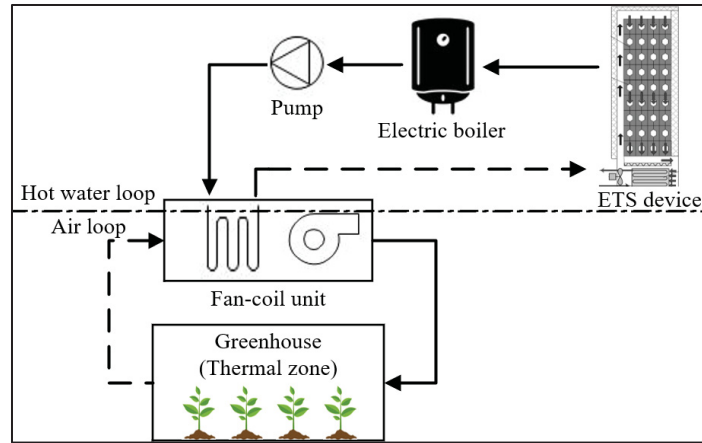 Pump
Electric boiler
Hot water loop
ETS device
Air loop
Fan-coil unit
Greenhouse
(Thermal zone)